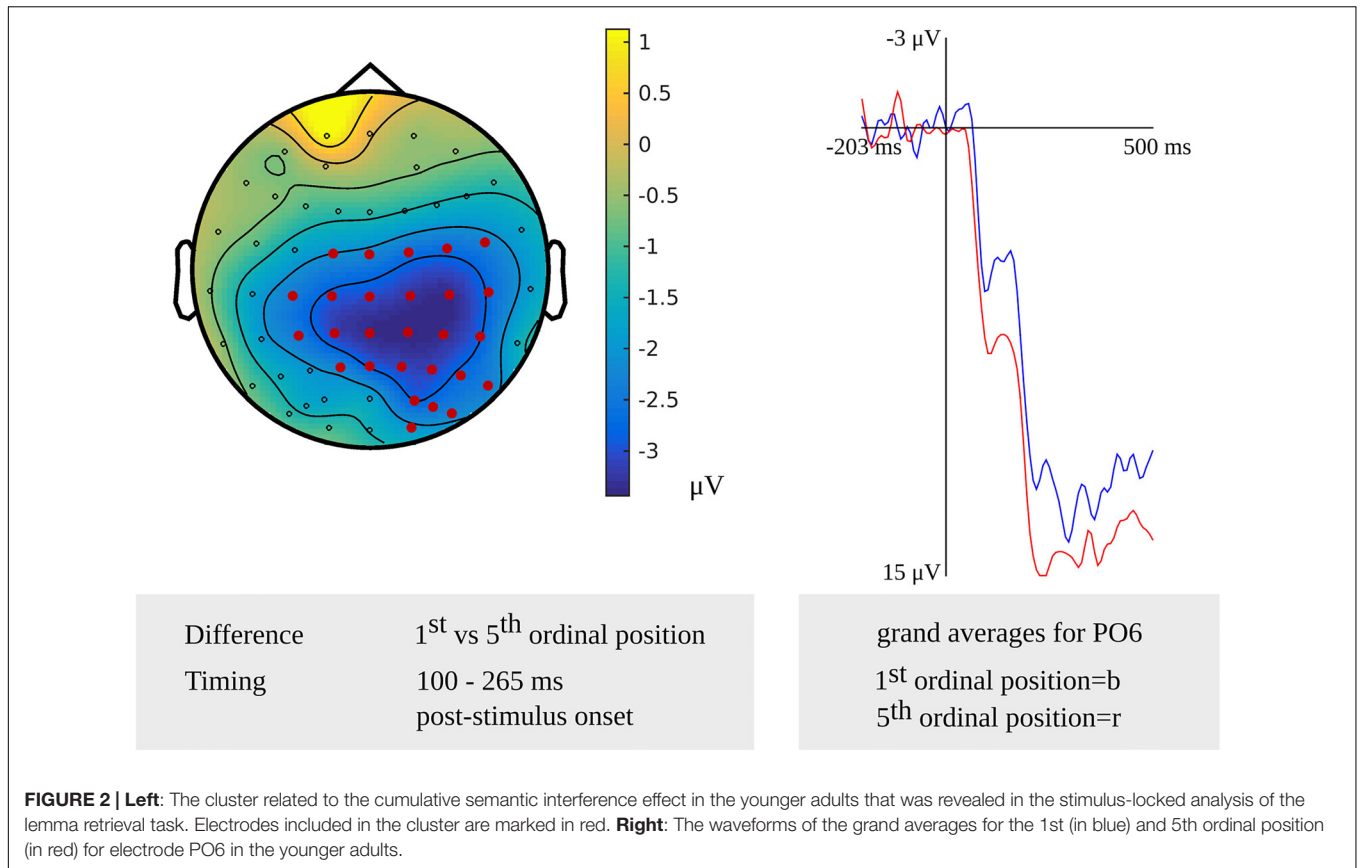 1
0.5
0
-0.5
-1
-1.5
-2
-2.5
-3
μV
-3 μV
-203 ms
500 ms
15 μV
Difference 1st vs 5th ordinal position
Timing 100 - 265 ms
post-stimulus onset
grand averages for PO6
1st ordinal position=b
5th ordinal position=r
FIGURE 2 | Left: The cluster related to the cumulative semantic interference effect in the younger adults that was revealed in the stimulus-locked analysis of the
lemma retrieval task. Electrodes included in the cluster are marked in red. Right: The waveforms of the grand averages for the 1st (in blue) and 5th ordinal position
(in red) for electrode PO6 in the younger adults.